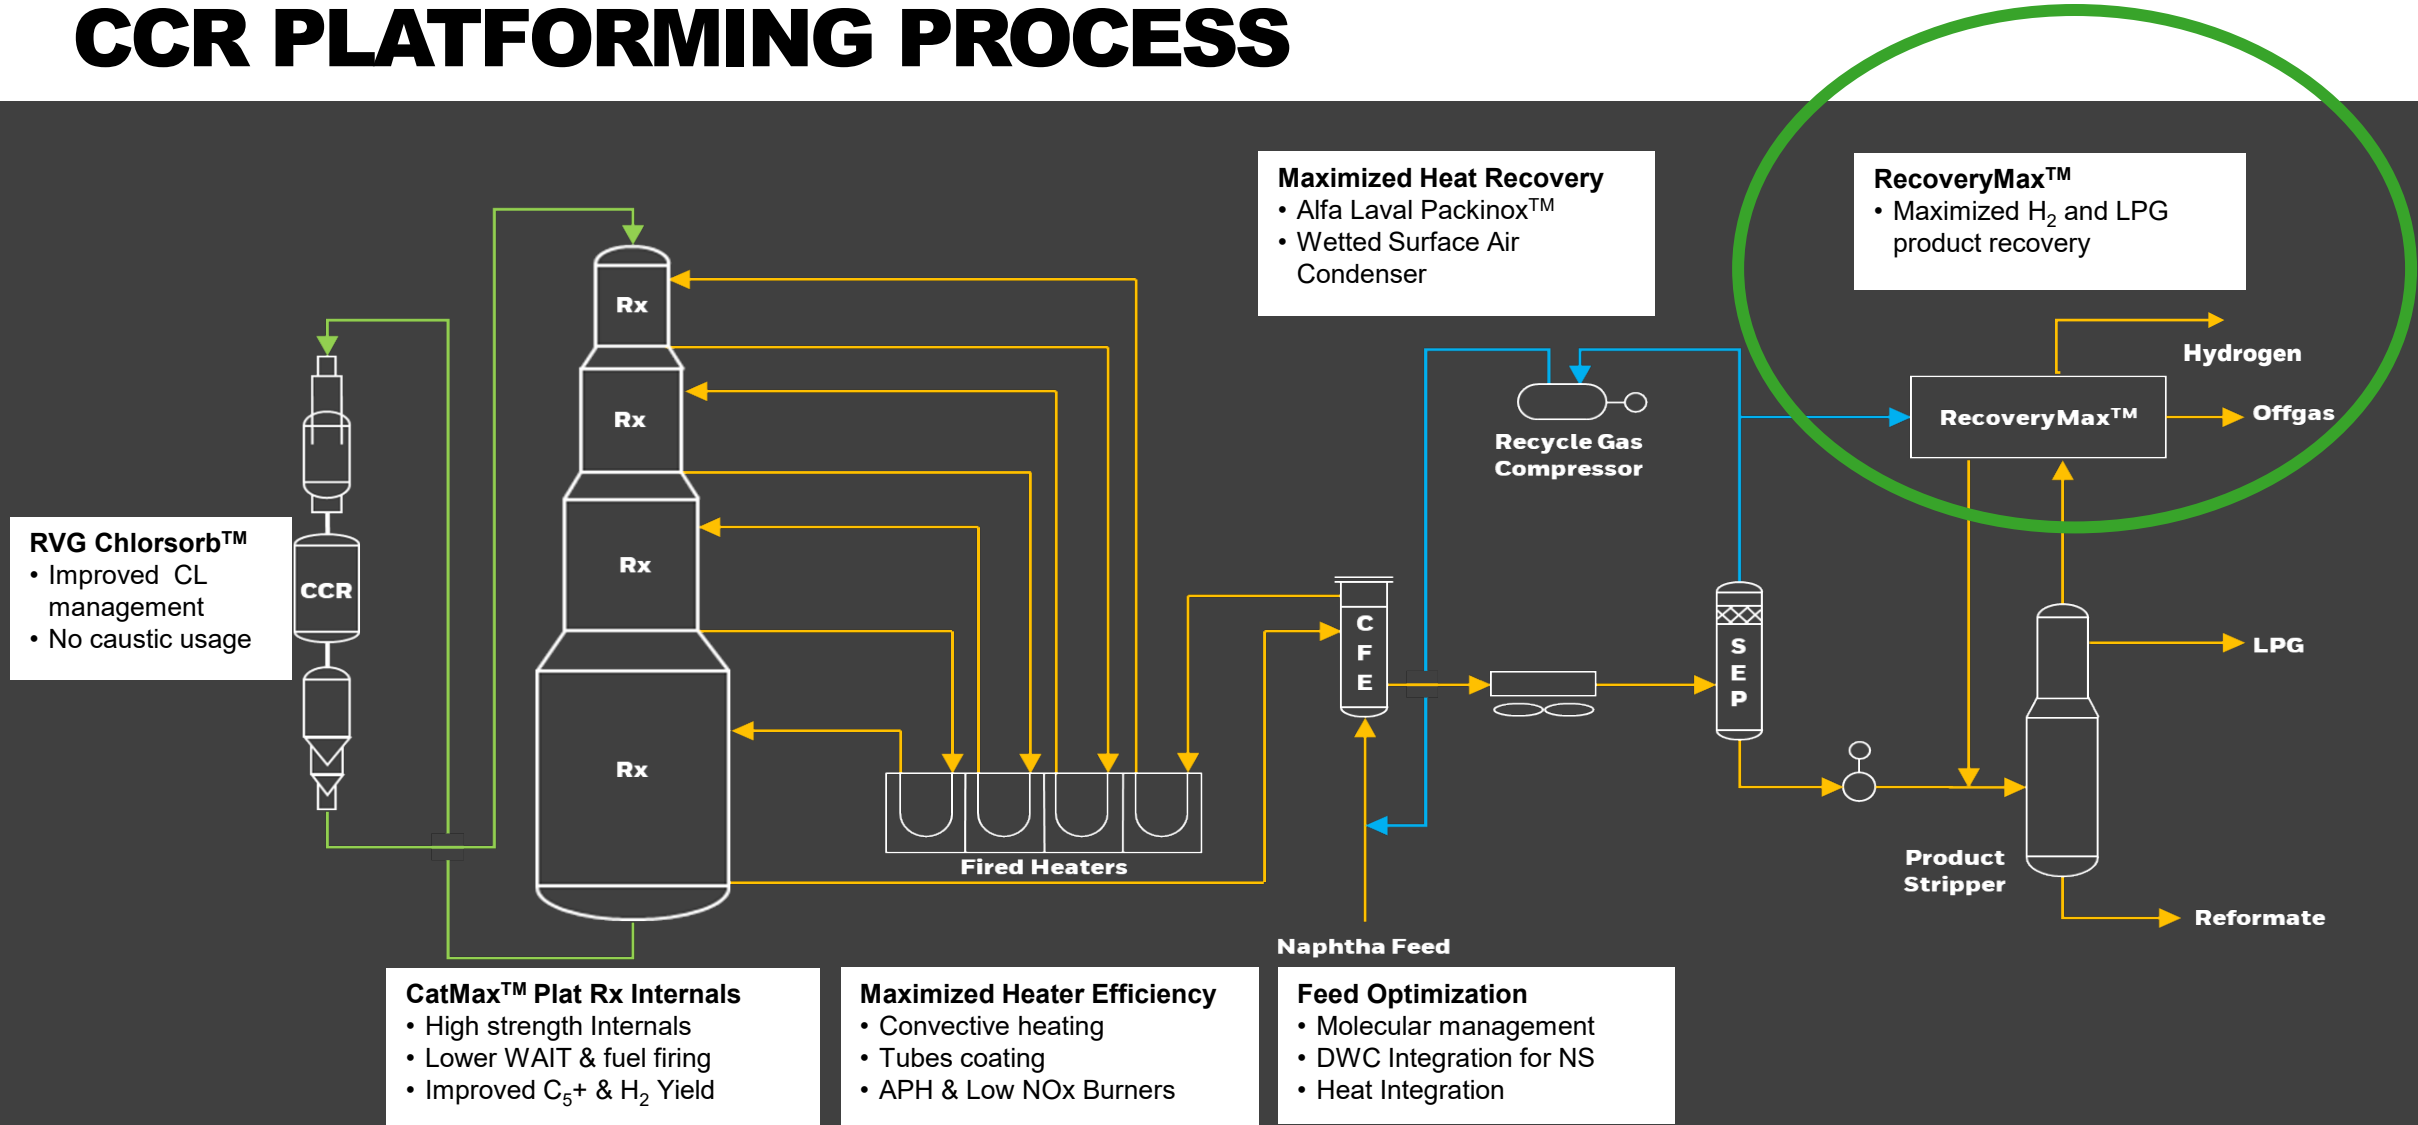 CCR PLATFORMING PROCESS
Maximized Heat Recovery
• Alfa Laval Packinox™
• Wetted Surface Air
Condenser
RecoveryMax™
• Maximized H₂ and LPG
product recovery
Rx
Rx
Rx
Rx
Hydrogen
RecoveryMax™
Offgas
Recycle Gas
Compressor
RVG Chlorsorb™
• Improved CL
management
• No caustic usage
CCR
C
F
E
S
E
P
LPG
Fired Heaters
Product
Stripper
Reformate
Naphtha Feed
CatMax™ Plat Rx Internals
• High strength Internals
• Lower WAIT & fuel firing
• Improved C₅+ & H₂ Yield
Maximized Heater Efficiency
• Convective heating
• Tubes coating
• APH & Low NOx Burners
Feed Optimization
• Molecular management
• DWC Integration for NS
• Heat Integration